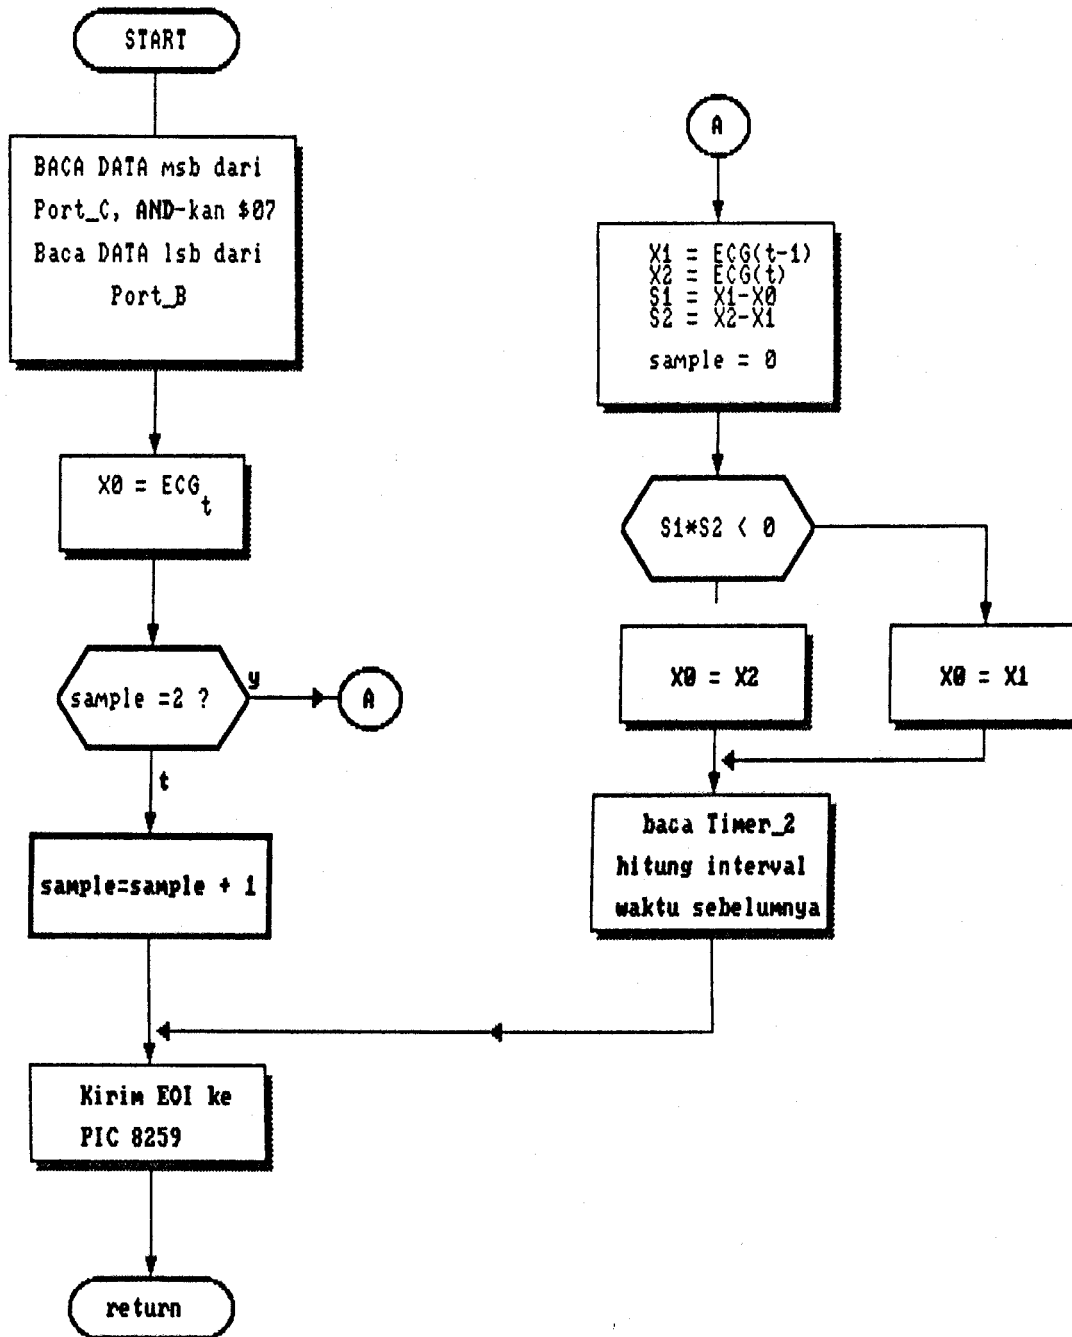 START
BACA DATA msb dari
Port_C, AND-kan $07
Baca DATA lsb dari
Port_B
X0 = ECG
t
sample =2 ?
y
A
t
sample=sample + 1
Kirim EOI ke
PIC 8259
return
A
X1 = ECG(t-1)
X2 = ECG(t)
S1 = X1-X0
S2 = X2-X1
sample = 0
S1*S2 < 0
X0 = X2
X0 = X1
baca Timer_2
hitung interval
waktu sebelumnya